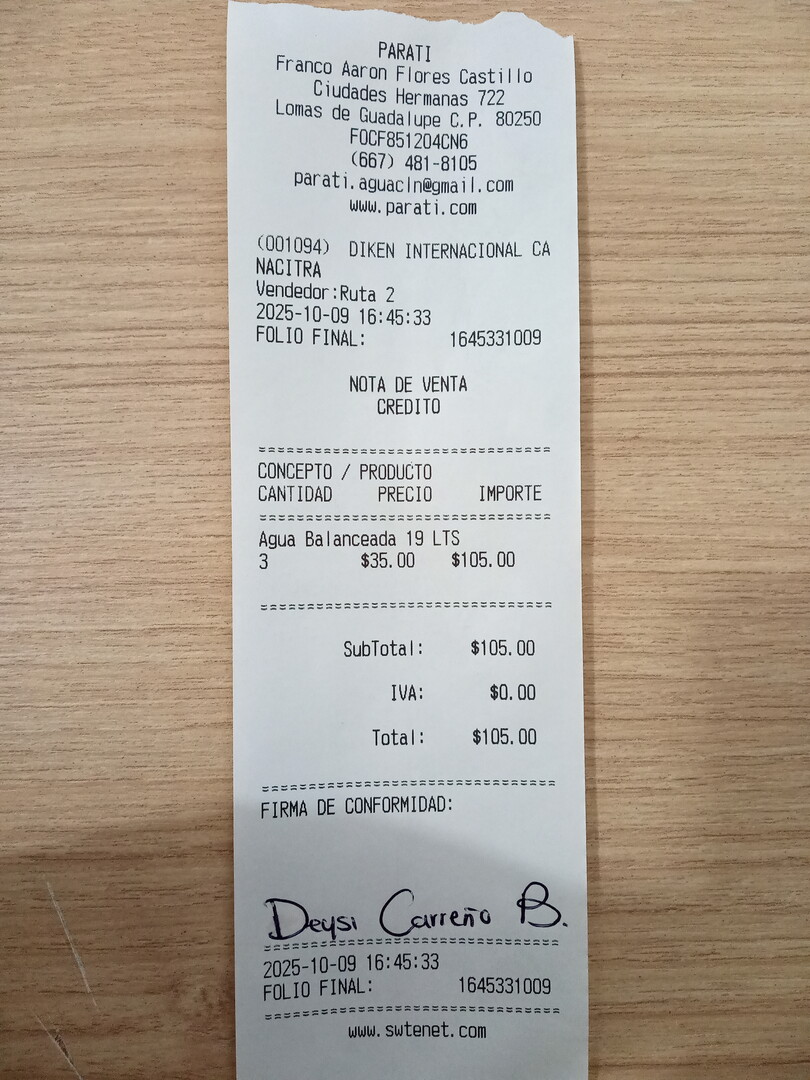 PARATI
Franco Aaron Flores Castillo
Ciudades Hermanas 722
Lomas de Guadalupe C.P. 80250
FOCF851204CN6
(667) 481-8105
parati.aguacln@gmail.com
www.parati.com
(001094) DIKEN INTERNACIONAL CA
NACITRA
Vendedor:Ruta 2
2025-10-09 16:45:33
FOLIO FINAL: 1645331009
NOTA DE VENTA
CREDITO
CONCEPTO / PRODUCTO
CANTIDAD PRECIO IMPORTE
Agua Balanceada 19 LTS
3 $35.00 $105.00
SubTotal: $105.00
IVA: $0.00
Total: $105.00
FIRMA DE CONFORMIDAD:
Deysi Carreño B.
2025-10-09 16:45:33
FOLIO FINAL: 1645331009
www.swtenet.com